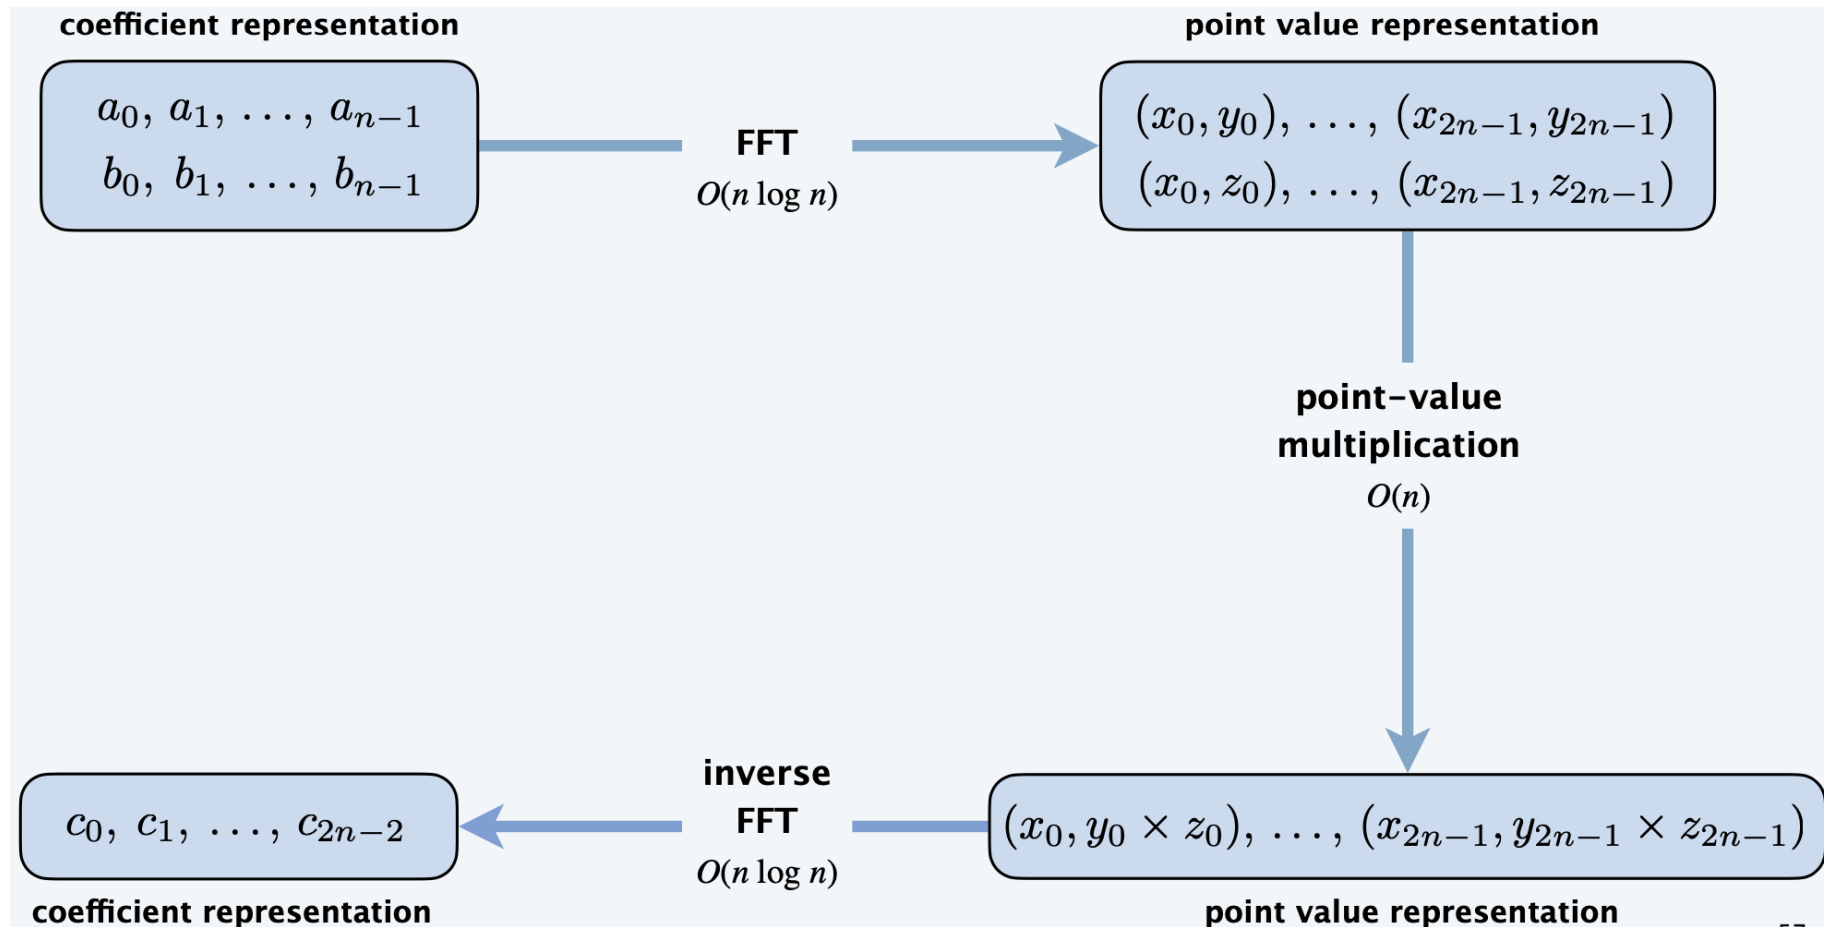 coefficient representation
point value representation
a₀, a₁, …, aₙ₋₁
b₀, b₁, …, bₙ₋₁
FFT
O(n log n)
(x₀, y₀), …, (x₂ₙ₋₁, y₂ₙ₋₁)
(x₀, z₀), …, (x₂ₙ₋₁, z₂ₙ₋₁)
point-value
multiplication
O(n)
c₀, c₁, …, c₂ₙ₋₂
inverse
FFT
O(n log n)
(x₀, y₀ × z₀), …, (x₂ₙ₋₁, y₂ₙ₋₁ × z₂ₙ₋₁)
coefficient representation
point value representation